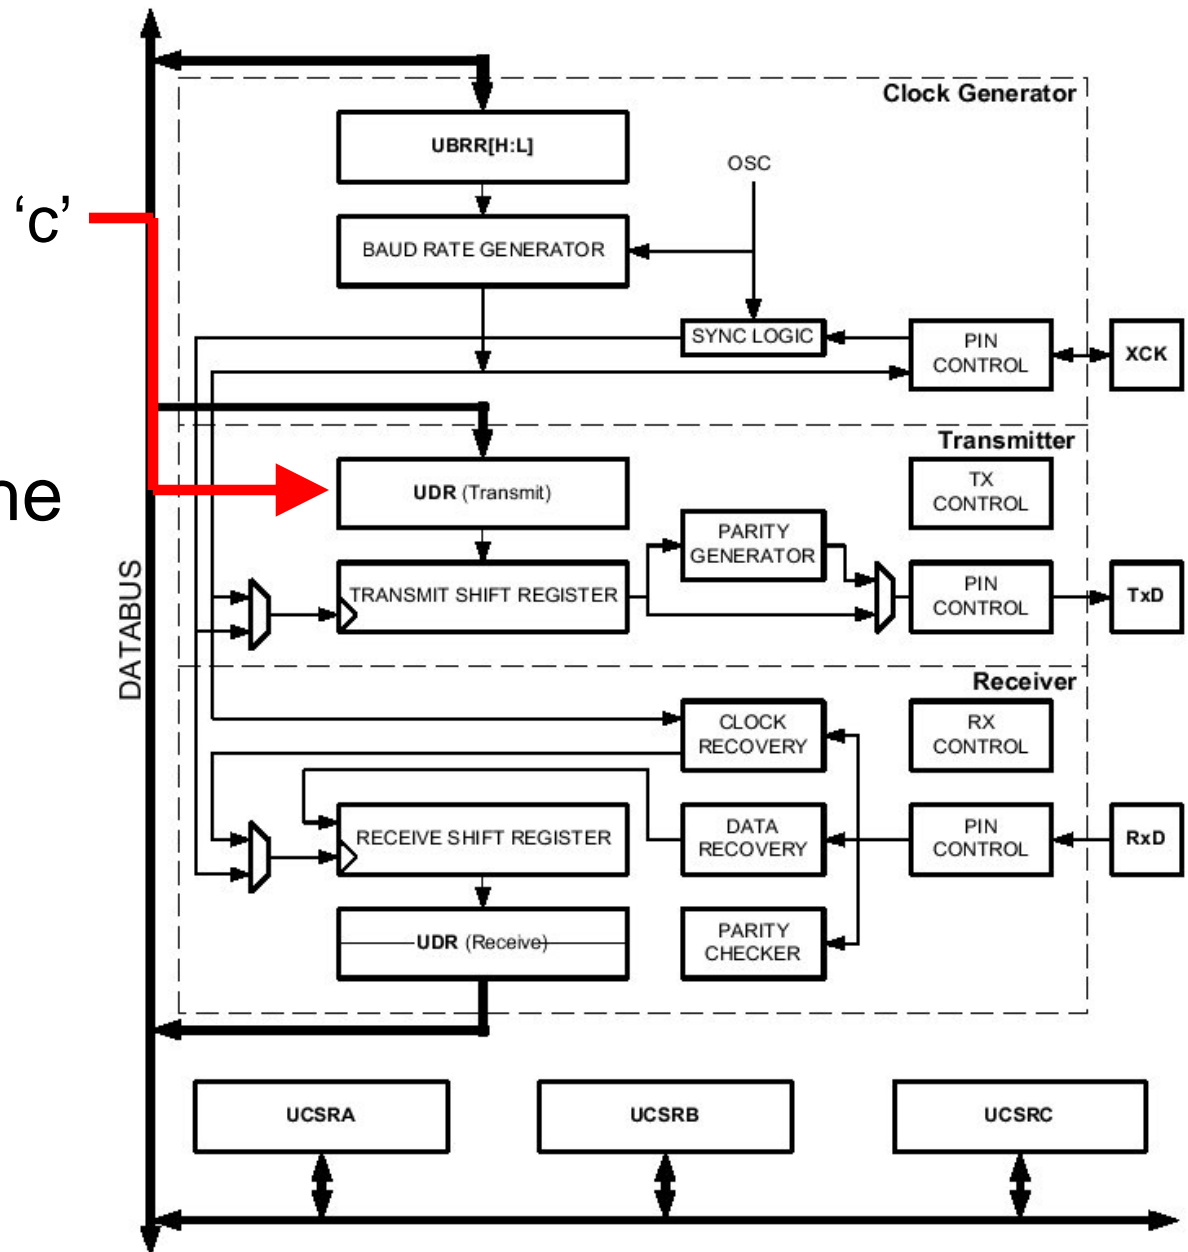 Clock Generator
UBRR[H:L]
OSC
'c'
BAUD RATE GENERATOR
SYNC LOGIC
PIN
CONTROL
XCK
Transmitter
UDR (Transmit)
TX
CONTROL
ne
PARITY
GENERATOR
TRANSMIT SHIFT REGISTER
PIN
CONTROL
TxD
DATABUS
Receiver
CLOCK
RECOVERY
RX
CONTROL
RECEIVE SHIFT REGISTER
DATA
RECOVERY
PIN
CONTROL
RxD
UDR (Receive)
PARITY
CHECKER
UCSRA
UCSRB
UCSRC